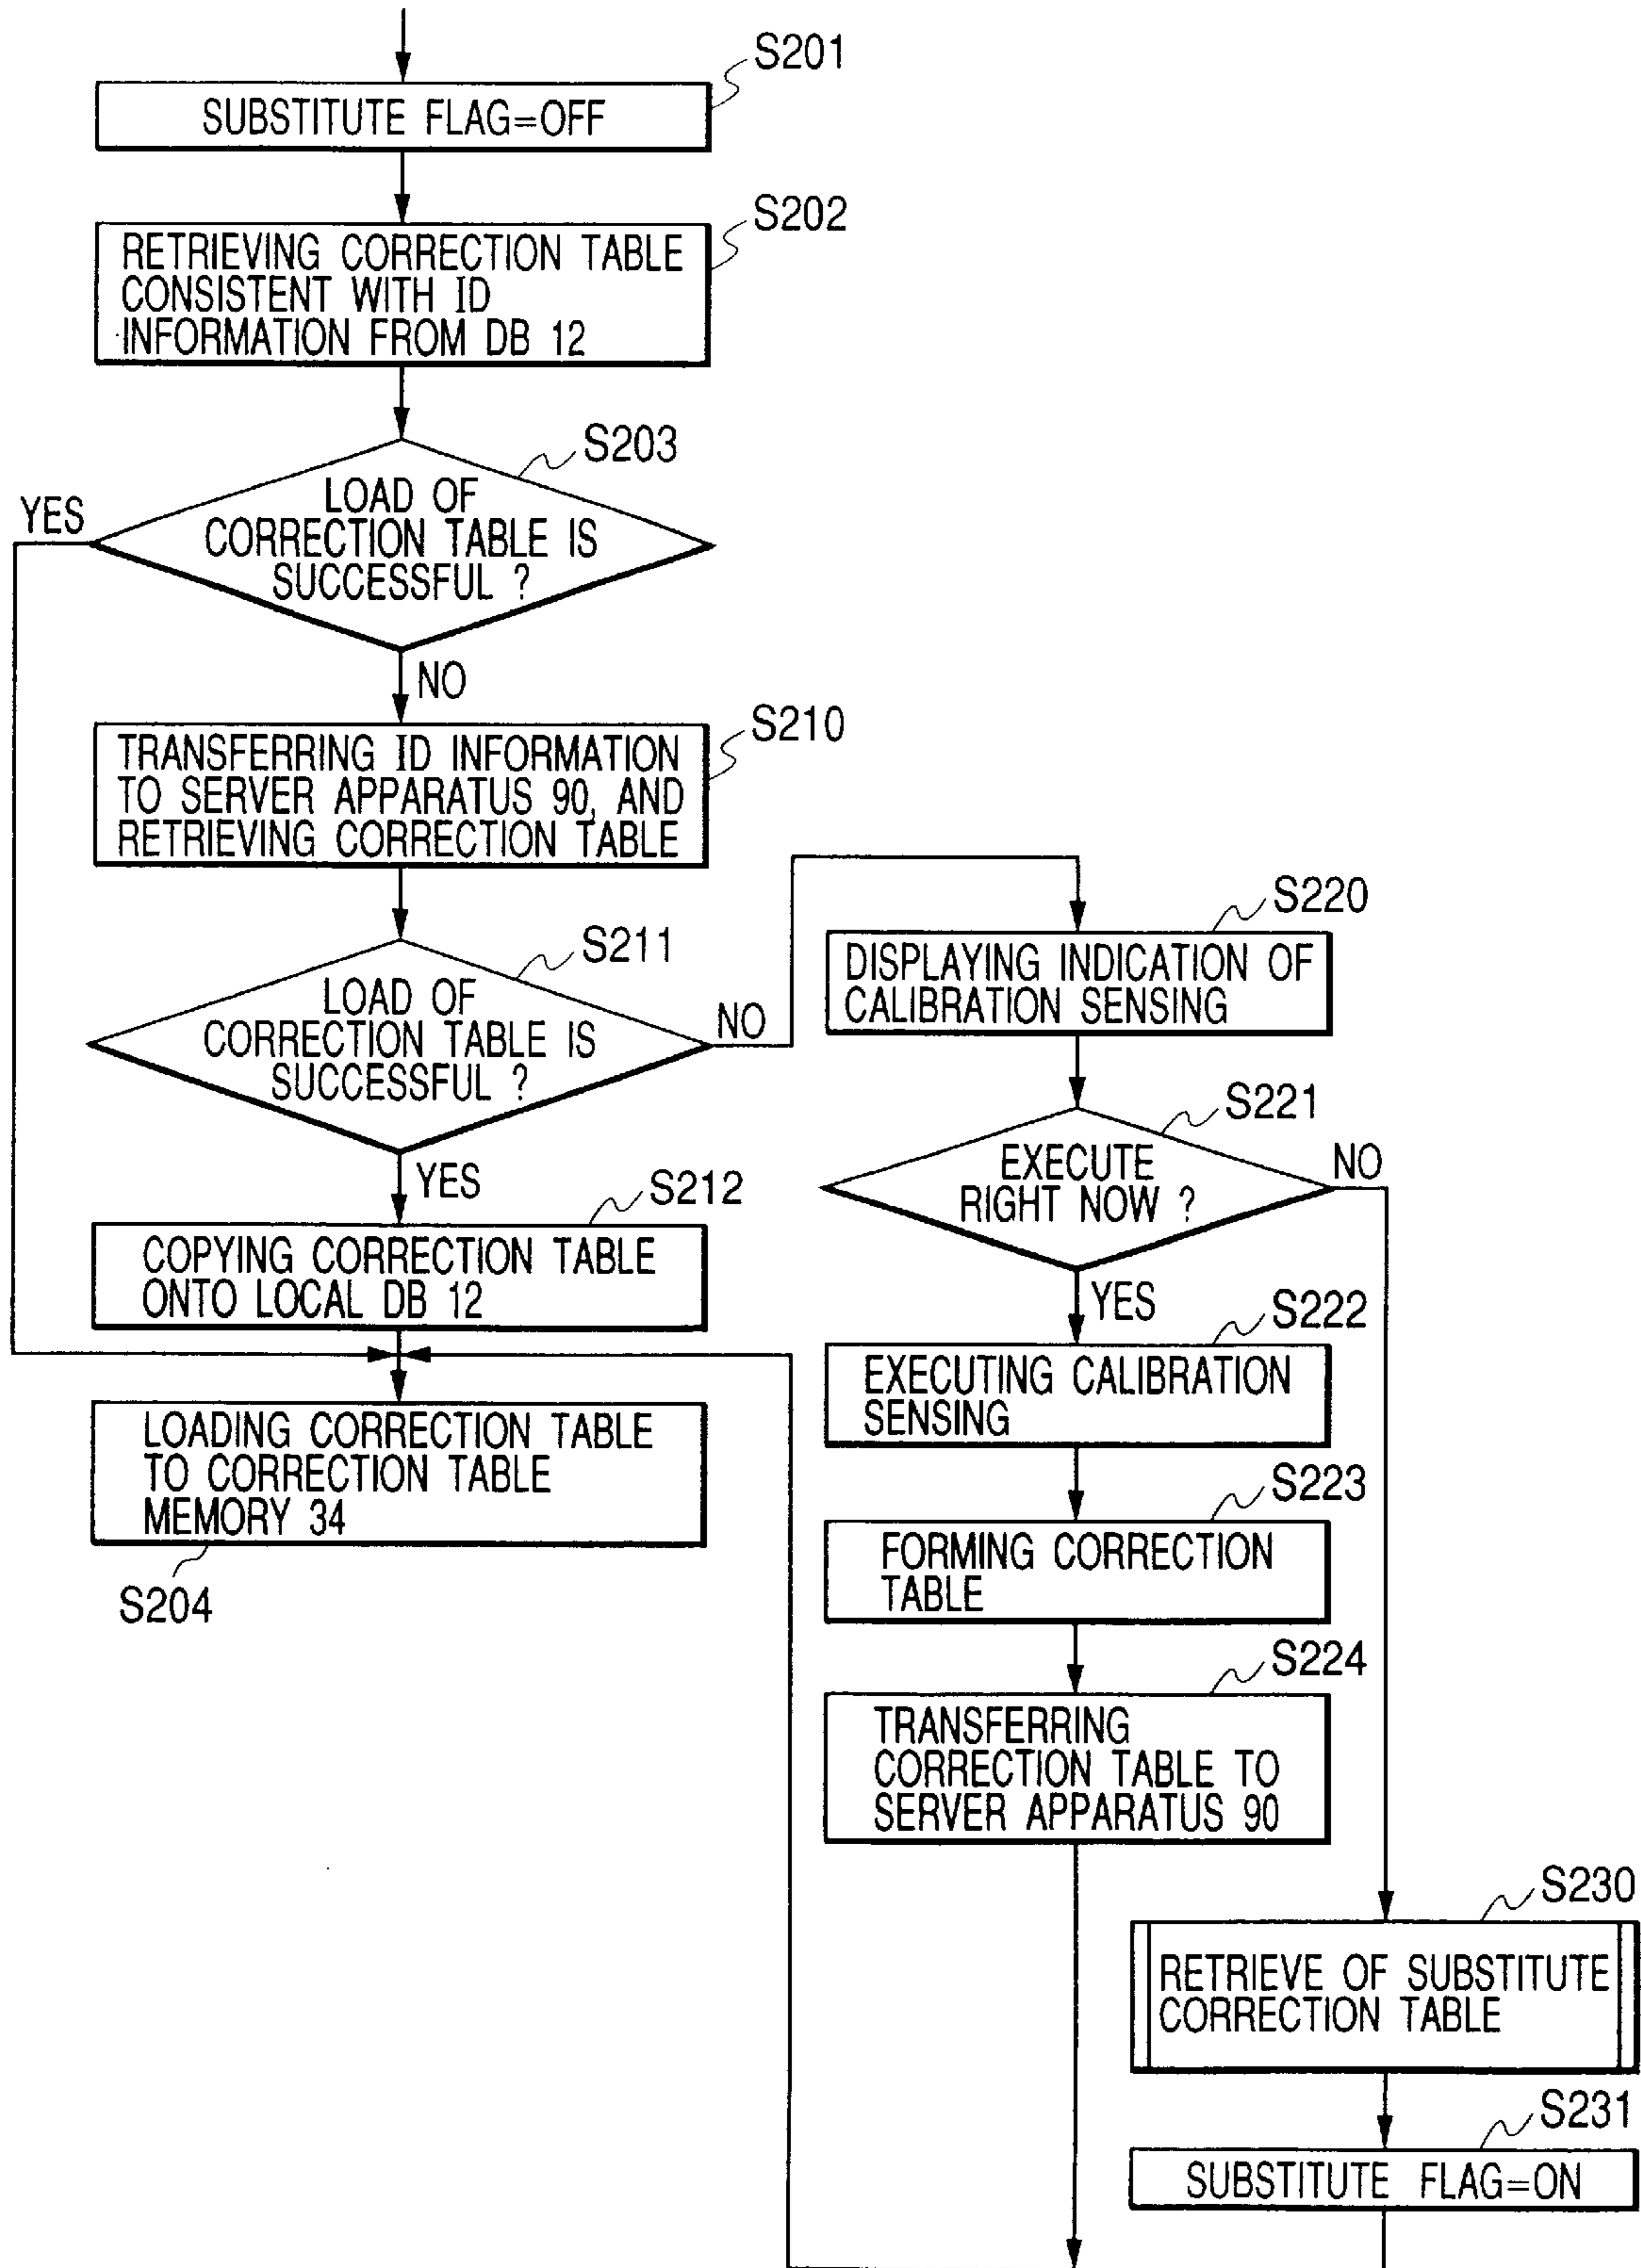 S201
SUBSTITUTE FLAG=OFF
S202
RETRIEVING CORRECTION TABLE
CONSISTENT WITH ID
INFORMATION FROM DB 12
S203
YES
LOAD OF
CORRECTION TABLE IS
SUCCESSFUL ?
NO
S210
TRANSFERRING ID INFORMATION
TO SERVER APPARATUS 90, AND
RETRIEVING CORRECTION TABLE
S211
LOAD OF
CORRECTION TABLE IS
SUCCESSFUL ?
NO
YES
S212
COPYING CORRECTION TABLE
ONTO LOCAL DB 12
LOADING CORRECTION TABLE
TO CORRECTION TABLE
MEMORY 34
S204
S220
DISPLAYING INDICATION OF
CALIBRATION SENSING
S221
EXECUTE
RIGHT NOW ?
NO
YES
S222
EXECUTING CALIBRATION
SENSING
S223
FORMING CORRECTION
TABLE
S224
TRANSFERRING
CORRECTION TABLE TO
SERVER APPARATUS 90
S230
RETRIEVE OF SUBSTITUTE
CORRECTION TABLE
S231
SUBSTITUTE FLAG=ON